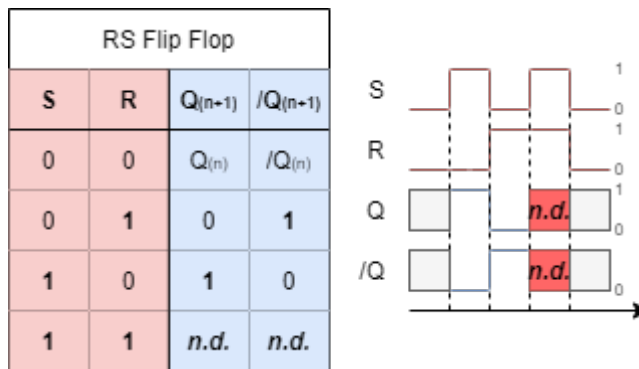 RS Flip Flop
S R Q(n+1) /Q(n+1)
0 0 Q(n) /Q(n)
0 1 0 1
1 0 1 0
1 1 n.d. n.d.
S 1
0
R 1
0
Q n.d. 1
0
/Q n.d.
0